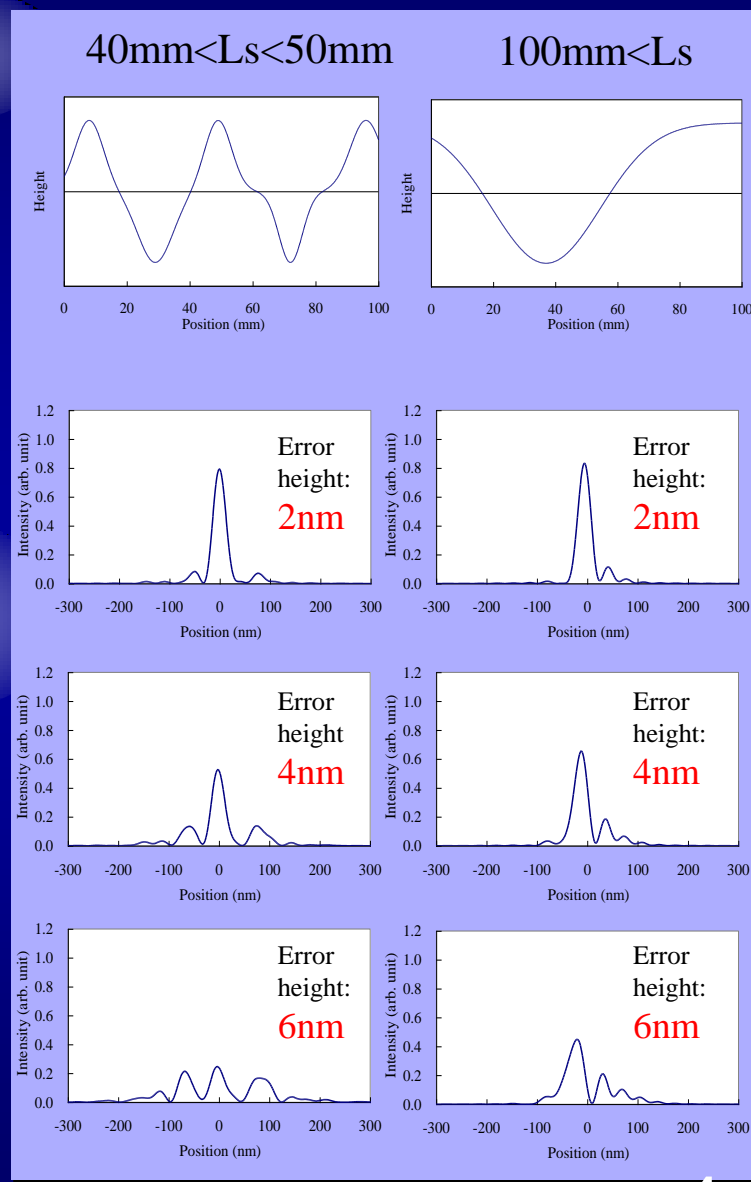 40mm<Ls<50mm
100mm<Ls
Height
0 20 40 60 80 100
Position (mm)
Height
0 20 40 60 80 100
Position (mm)
Intensity (arb. unit)
1.2
1.0
0.8
0.6
0.4
0.2
0.0
Error
height:
2nm
-300 -200 -100 0 100 200 300
Position (nm)
Intensity (arb. unit)
1.2
1.0
0.8
0.6
0.4
0.2
0.0
Error
height:
2nm
-300 -200 -100 0 100 200 300
Position (nm)
Intensity (arb. unit)
1.2
1.0
0.8
0.6
0.4
0.2
0.0
Error
height
4nm
-300 -200 -100 0 100 200 300
Position (nm)
Intensity (arb. unit)
1.2
1.0
0.8
0.6
0.4
0.2
0.0
Error
height:
4nm
-300 -200 -100 0 100 200 300
Position (nm)
Intensity (arb. unit)
1.2
1.0
0.8
0.6
0.4
0.2
0.0
Error
height:
6nm
-300 -200 -100 0 100 200 300
Position (nm)
Intensity (arb. unit)
1.2
1.0
0.8
0.6
0.4
0.2
0.0
Error
height:
6nm
-300 -200 -100 0 100 200 300
Position (nm)